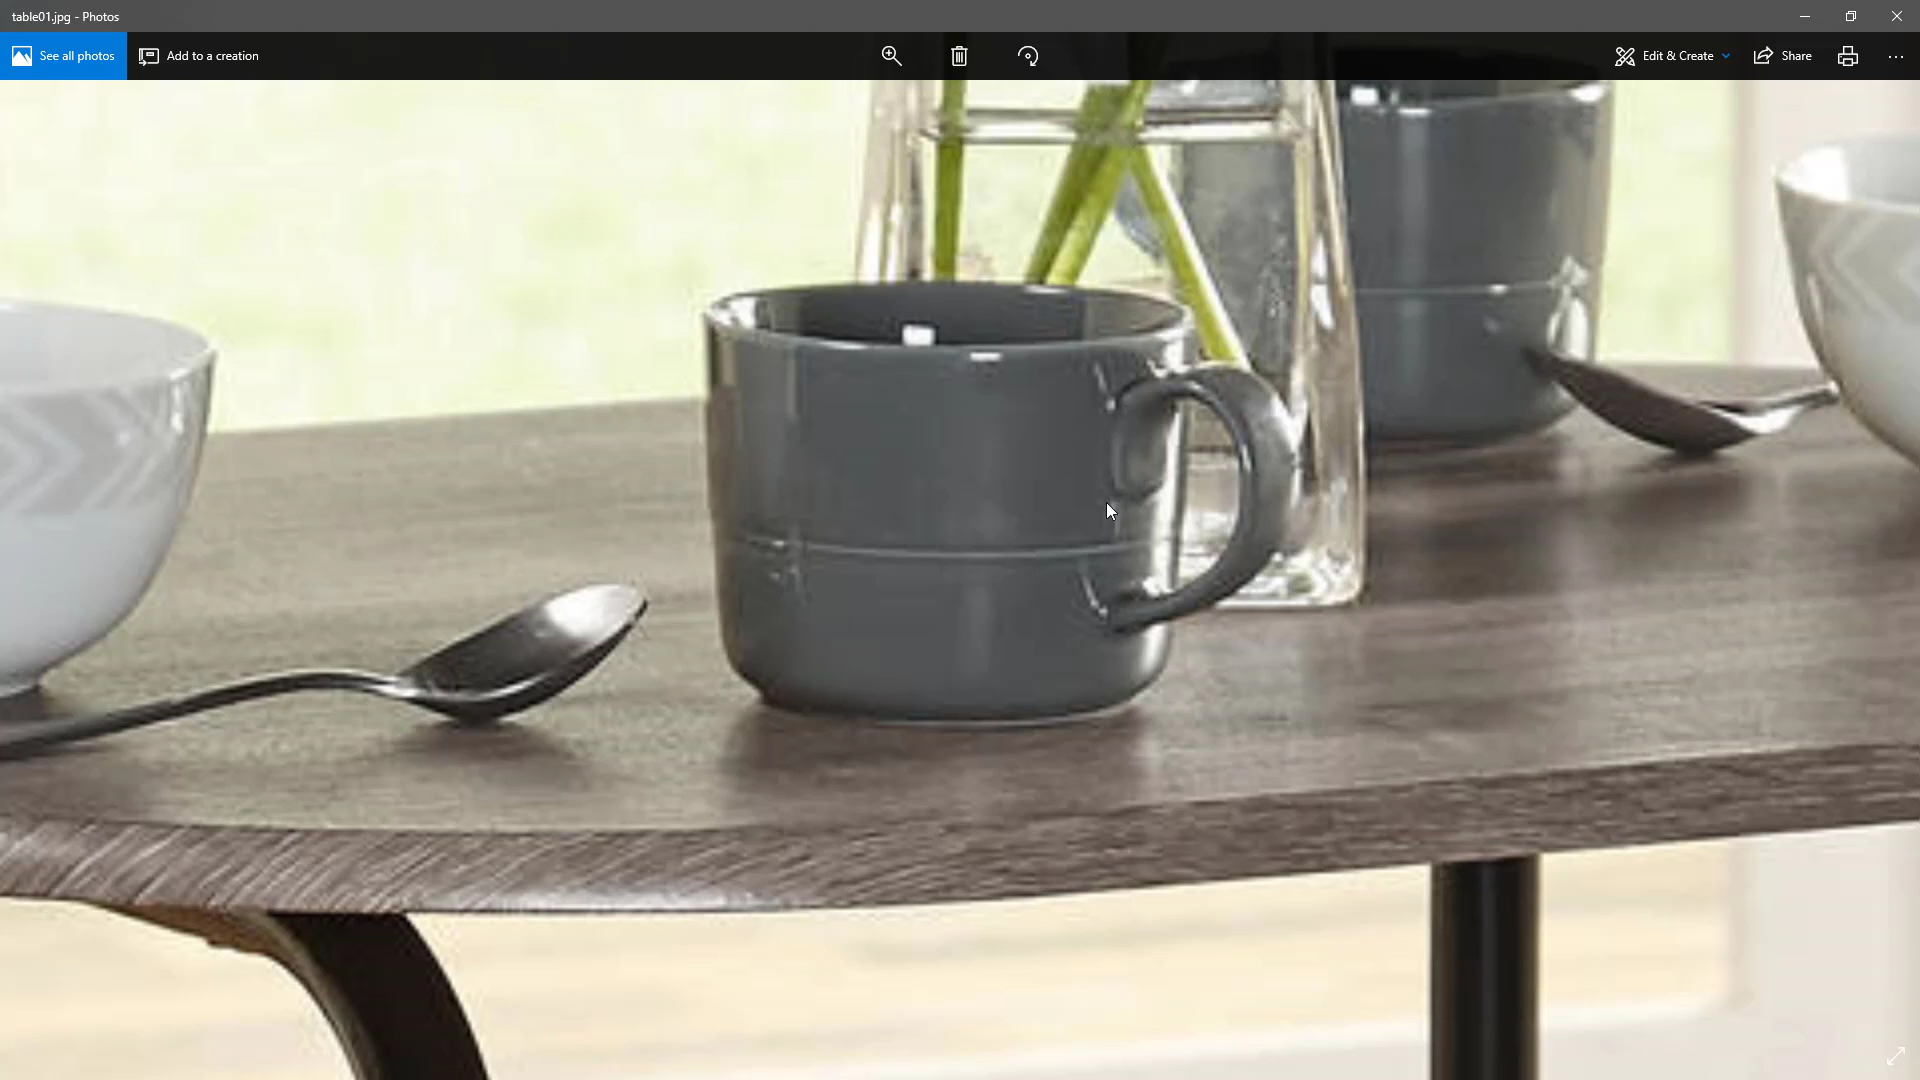 table01.jpg - Photos
See all photos
Add to a creation
Edit & Create
Share